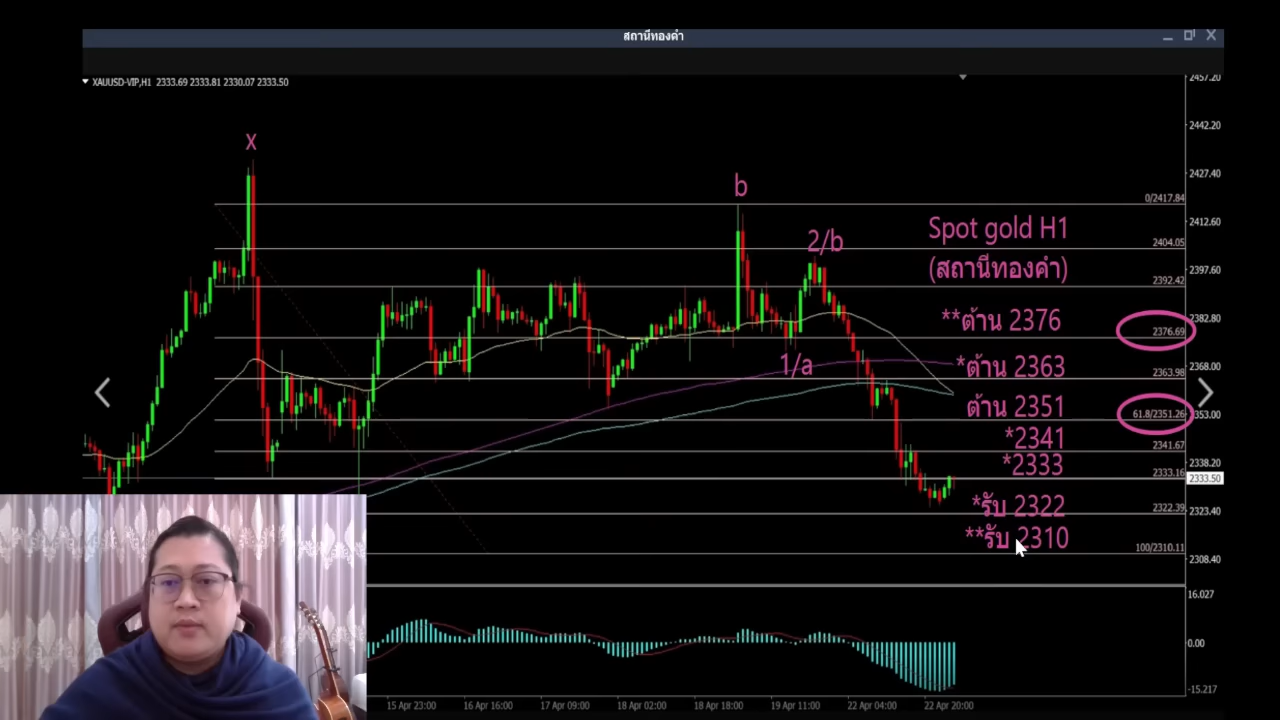 สถานีทองคำ
XAUUSD-VIP,H1 2333.69 2333.81 2330.07 2333.50
2457.20
x
2442.20
2427.40
b
0/2417.84
2412.60
2/b
Spot gold H1
2404.05
(สถานีทองคำ)
2397.60
2392.42
**ต้าน 2376
2382.80
2376.69
1/a
*ต้าน 2363
2368.00
2363.98
ต้าน 2351
61.8/2351.26
2353.00
*2341
2341.67
*2333
2338.20
2333.16
2333.50
*รับ 2322
2322.39
2323.40
**รับ 2310
100/2310.11
2308.40
16.027
0.00
-15.217
15 Apr 23:00 16 Apr 16:00 17 Apr 09:00 18 Apr 02:00 18 Apr 18:00 19 Apr 11:00 22 Apr 04:00 22 Apr 20:00